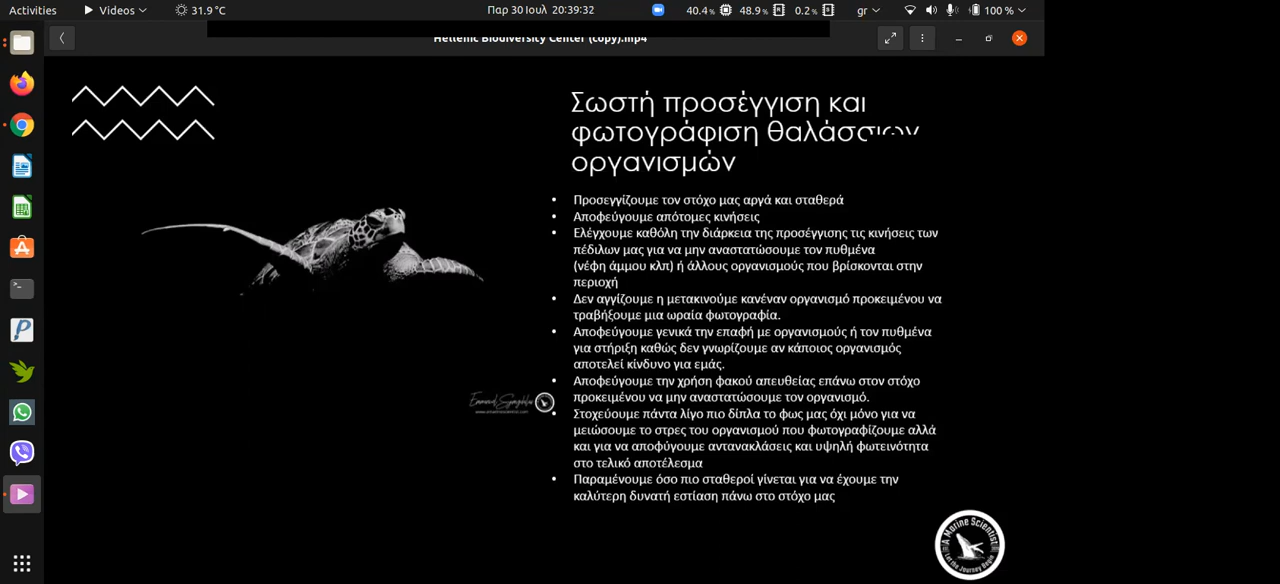 Activities
Videos
31.9 °C
Παρ 30 Ιουλ 20:39:32
40.4 %
48.9 %
0.2 %
gr
100 %
Hellenic Biodiversity Center (copy).mp4
Σωστή προσέγγιση και
φωτογράφιση θαλάσσιων
οργανισμών
• Προσεγγίζουμε τον στόχο μας αργά και σταθερά
• Αποφεύγουμε απότομες κινήσεις
• Ελέγχουμε καθόλη την διάρκεια της προσέγγισης τις κινήσεις των
πέδιλων μας για να μην αναστατώσουμε τον πυθμένα
(νέφη άμμου κλπ) ή άλλους οργανισμούς που βρίσκονται στην
περιοχή
• Δεν αγγίζουμε η μετακινούμε κανέναν οργανισμό προκειμένου να
τραβήξουμε μια ωραία φωτογραφία.
• Αποφεύγουμε γενικά την επαφή με οργανισμούς ή τον πυθμένα
για στήριξη καθώς δεν γνωρίζουμε αν κάποιος οργανισμός
αποτελεί κίνδυνο για εμάς.
• Αποφεύγουμε την χρήση φακού απευθείας επάνω στον στόχο
προκειμένου να μην αναστατώσουμε τον οργανισμό.
• Στοχεύουμε πάντα λίγο πιο δίπλα το φως μας όχι μόνο για να
μειώσουμε το στρες του οργανισμού που φωτογραφίζουμε αλλά
και για να αποφύγουμε αντανακλάσεις και υψηλή φωτεινότητα
στο τελικό αποτέλεσμα
• Παραμένουμε όσο πιο σταθεροί γίνεται για να έχουμε την
καλύτερη δυνατή εστίαση πάνω στο στόχο μας
A Marine Scientist
Let the Journey Begin